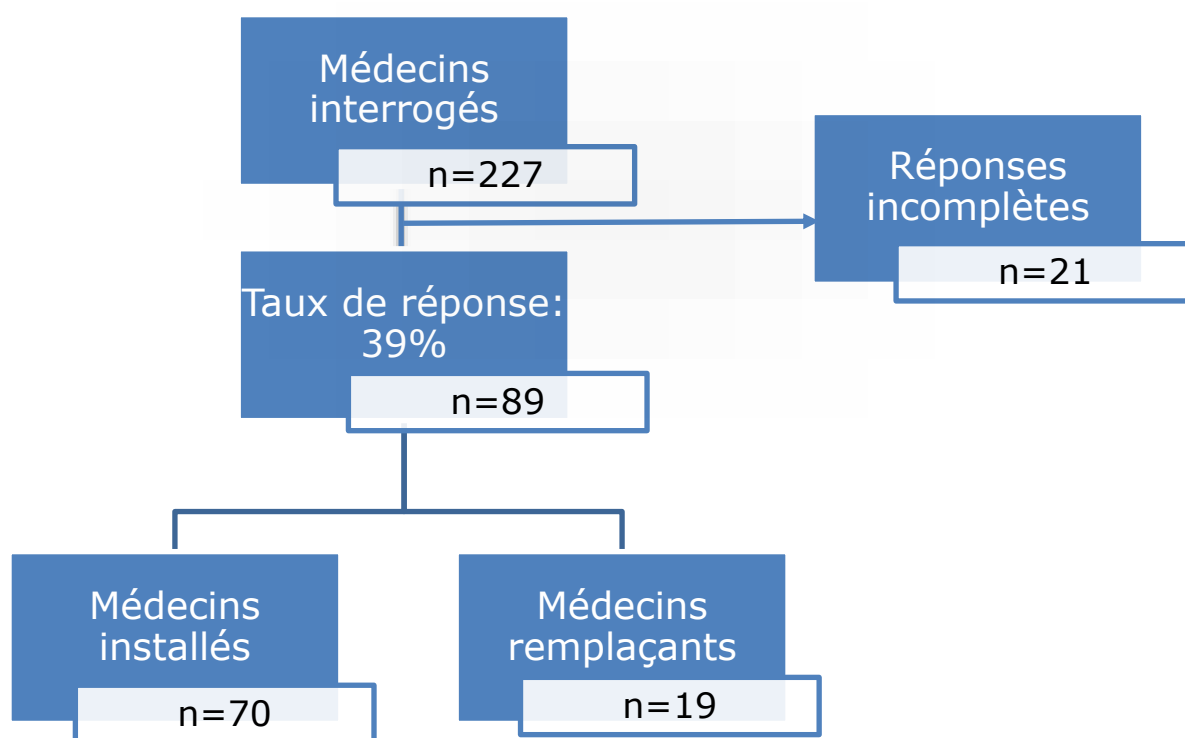 Médecins
interrogés
n=227
Réponses
incomplètes
n=21
Taux de réponse:
39%
n=89
Médecins
installés
n=70
Médecins
remplaçants
n=19